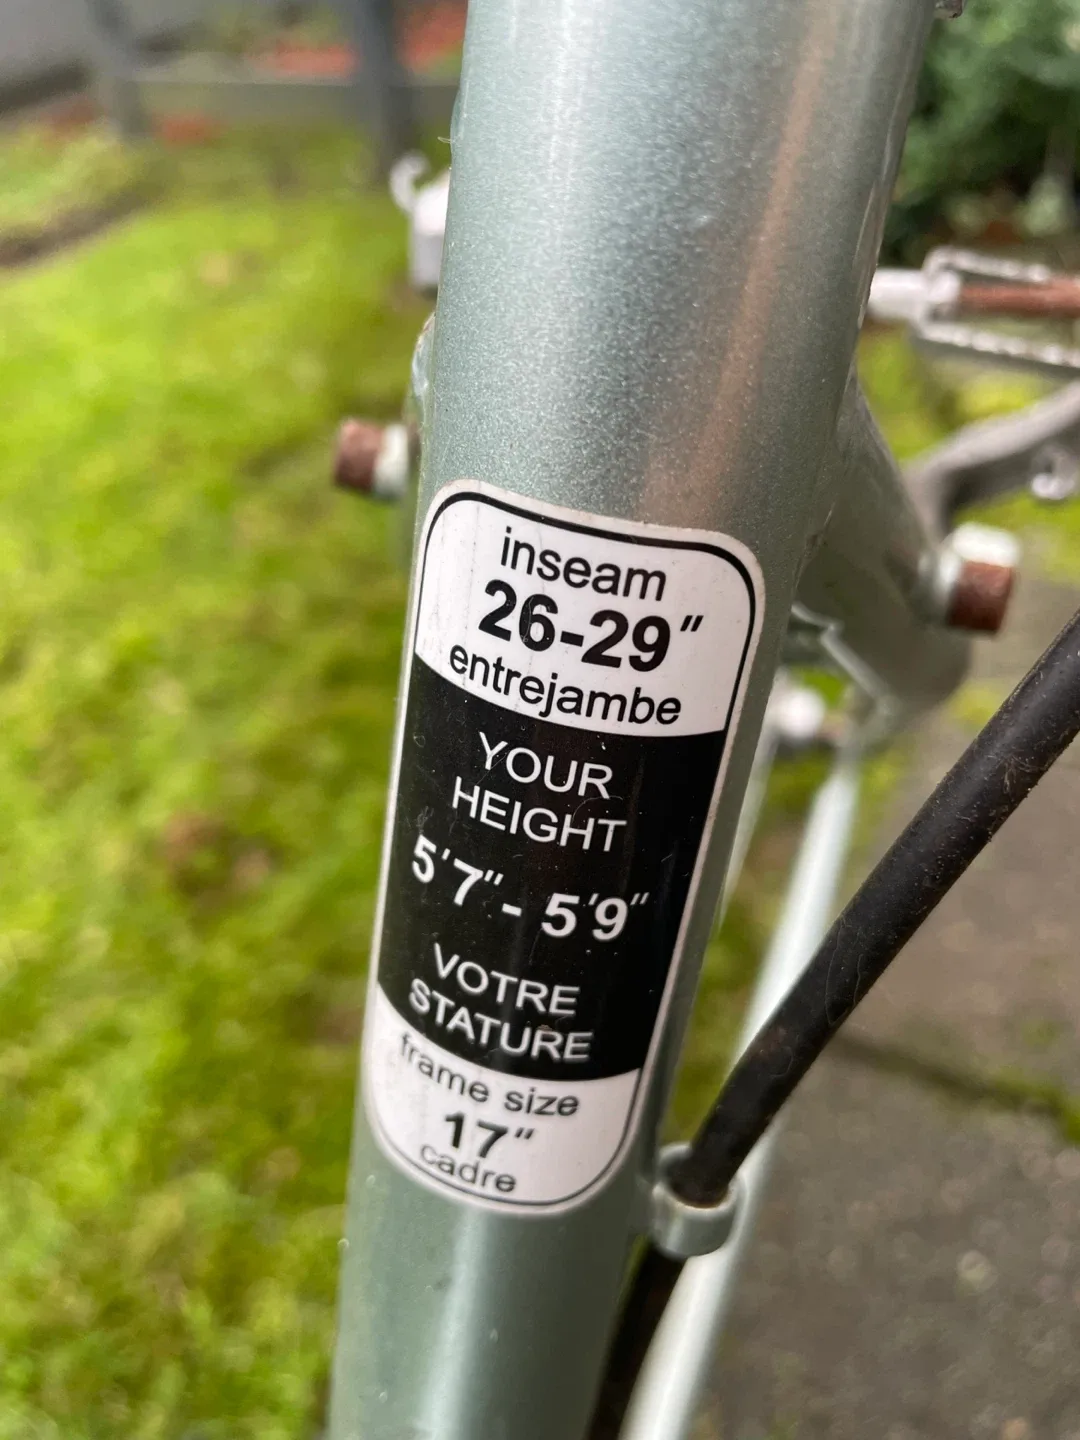 inseam
26-29"
entrejambe
YOUR
HEIGHT
5'7"- 5'9"
VOTRE
STATURE
frame size
17"
cadre